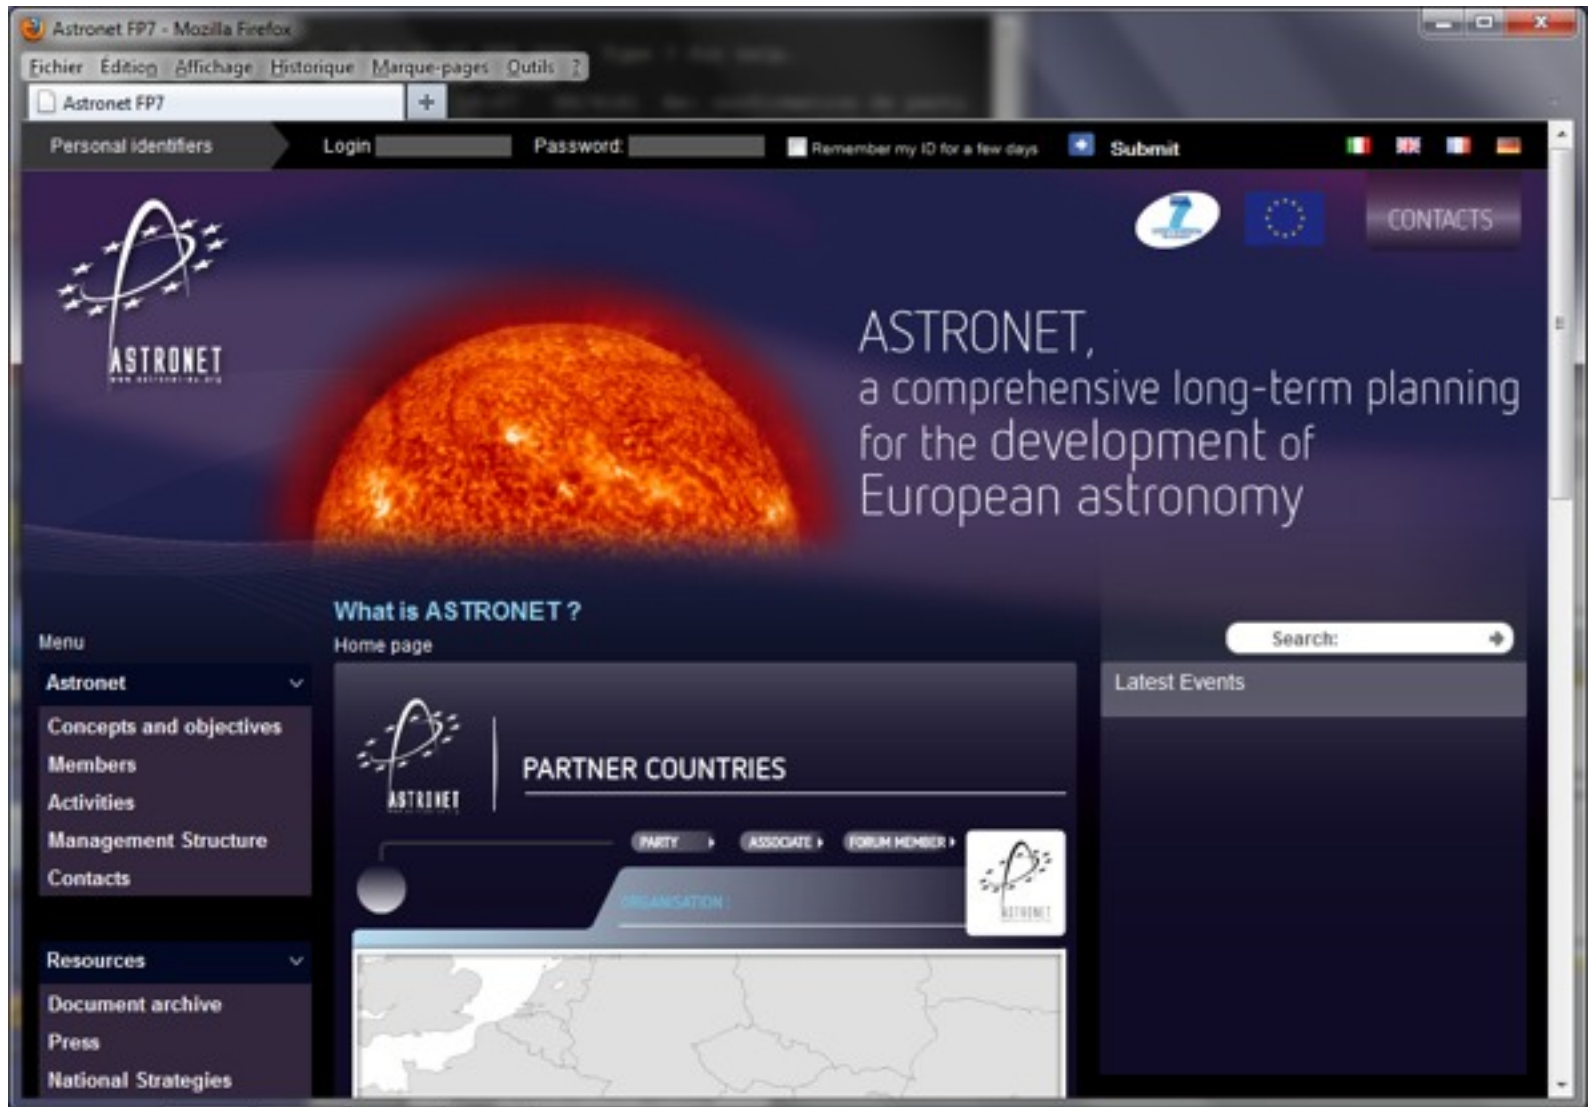 Astronet FP7 - Mozilla Firefox
Fichier Édition Affichage Historique Marque-pages Outils ?
Astronet FP7
Personal identifiers Login Password: Remember my ID for a few days Submit
CONTACTS
ASTRONET
ASTRONET,
a comprehensive long-term planning
for the development of
European astronomy
What is ASTRONET ?
Home page
Search:
Menu
Astronet
Concepts and objectives
Members
Activities
Management Structure
Contacts
Resources
Document archive
Press
National Strategies
ASTRONET
PARTNER COUNTRIES
PARTY ASSOCIATE FORUM MEMBER
ORGANISATION :
ASTRONET
Latest Events